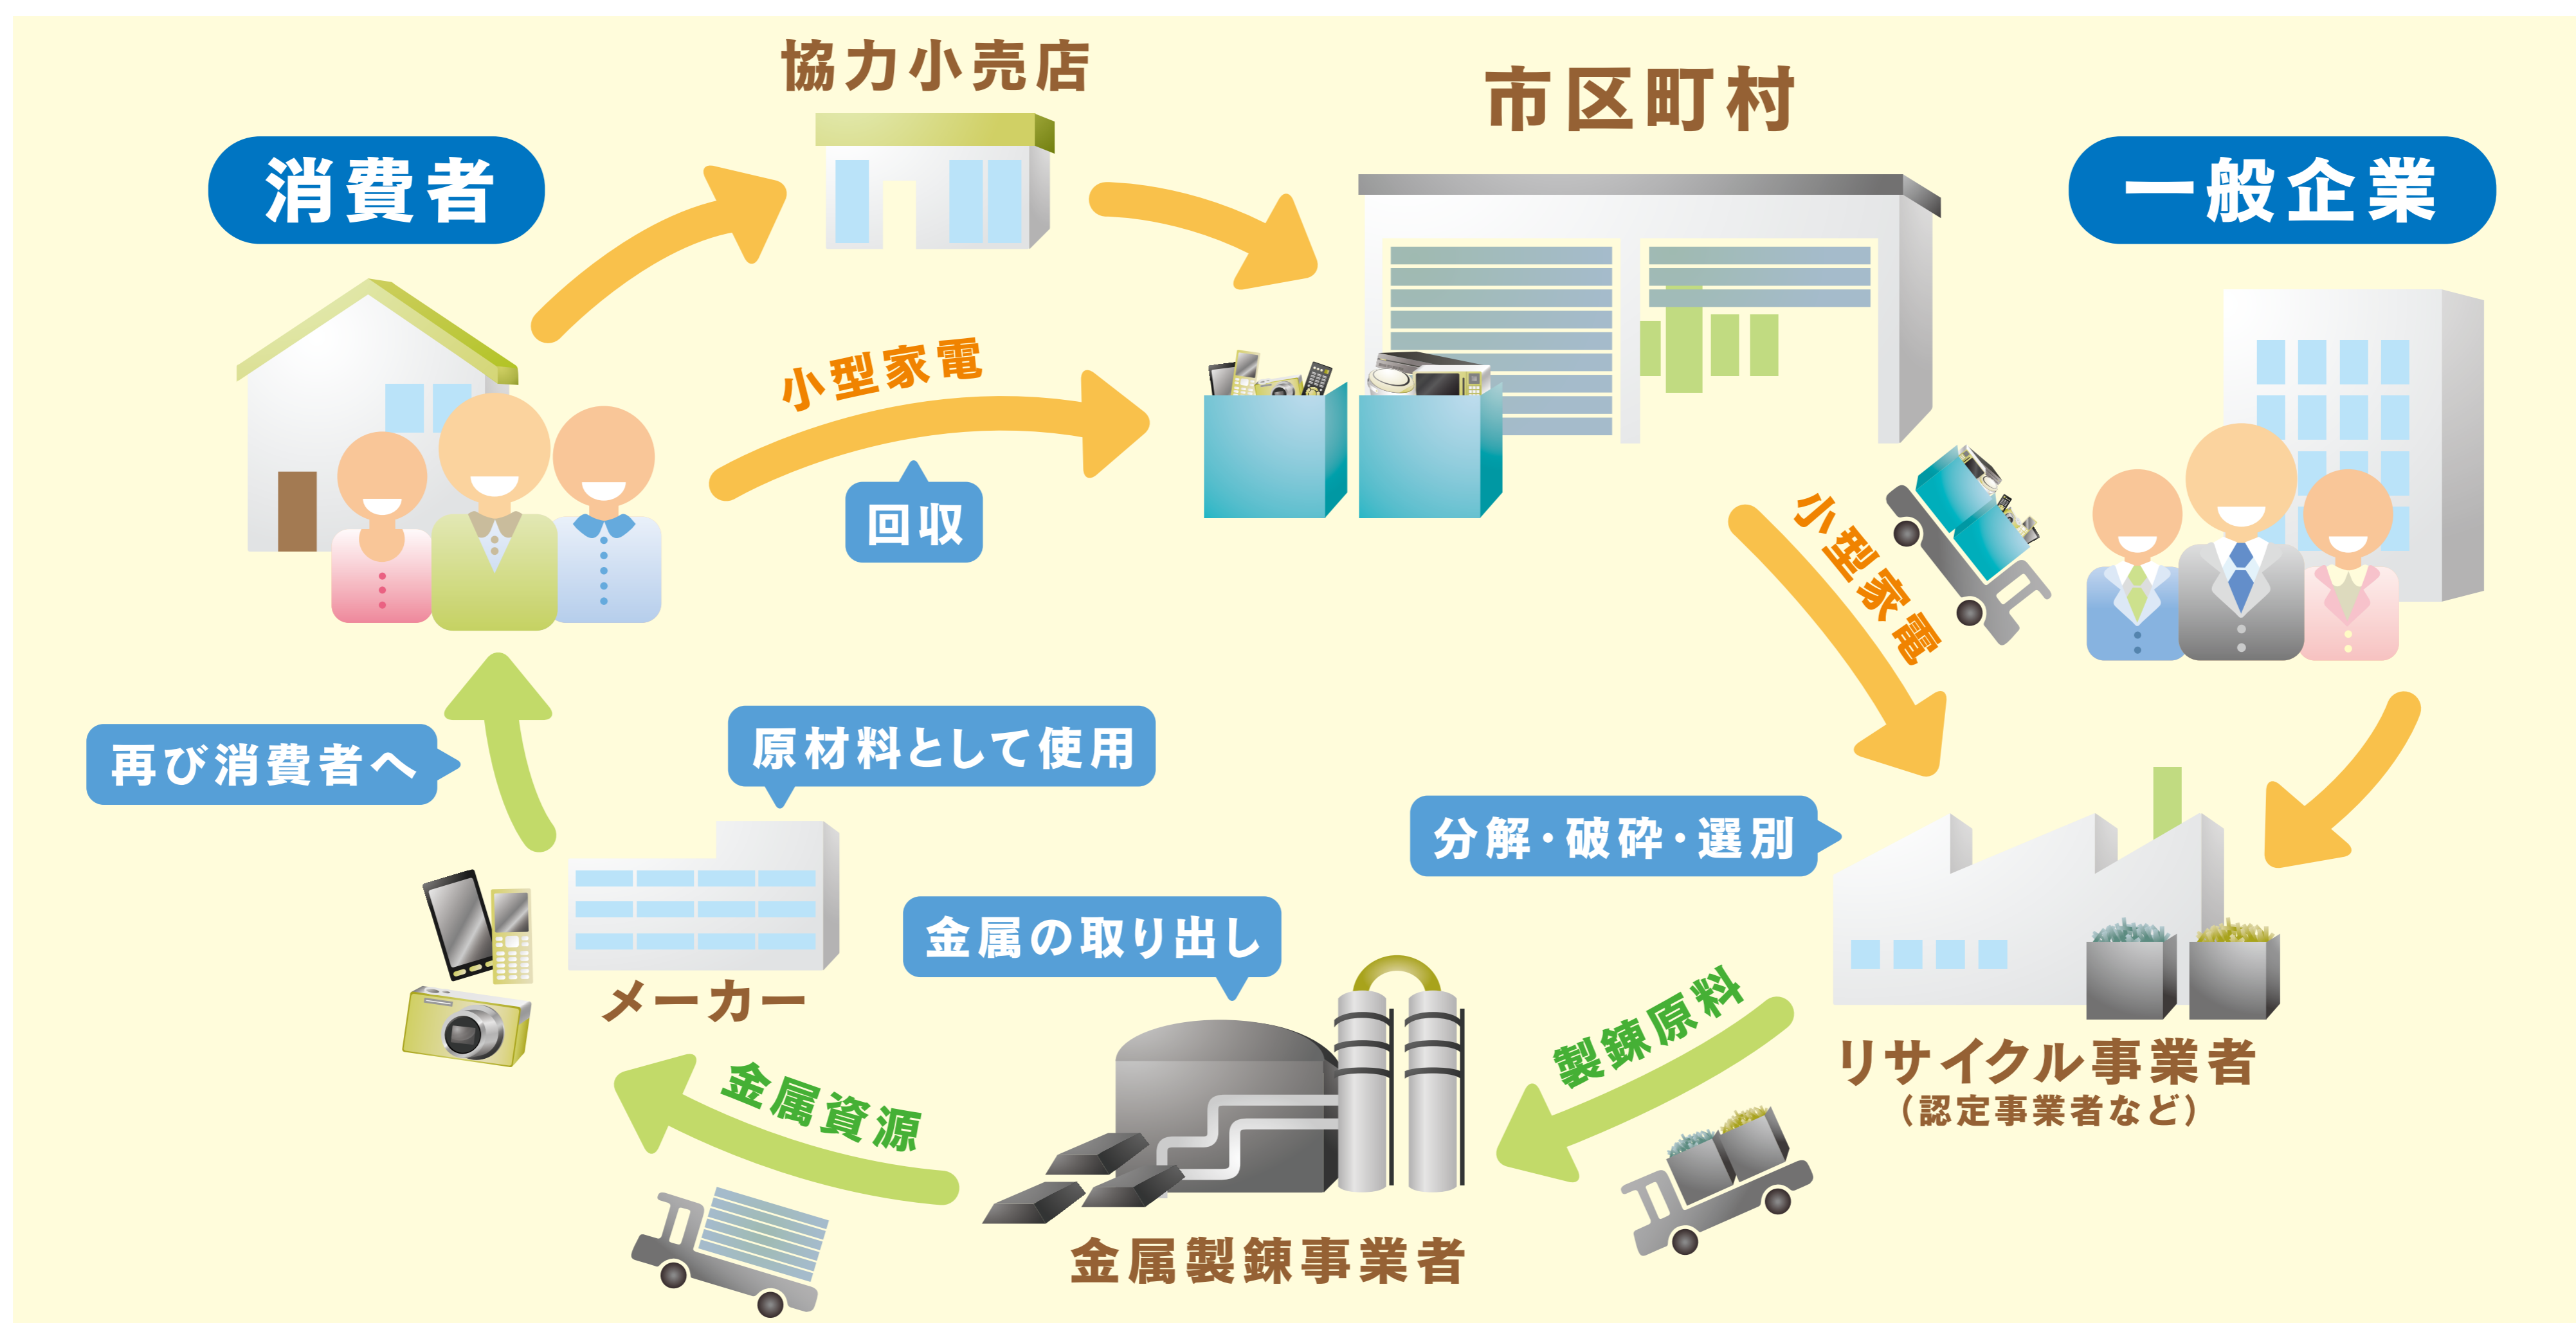 協力小売店
市区町村
消費者
一般企業
小型家電
回収
小型家電
再び消費者へ
原材料として使用
分解・破砕・選別
金属の取り出し
メーカー
製錬原料
リサイクル事業者
（認定事業者など）
金属資源
金属製錬事業者